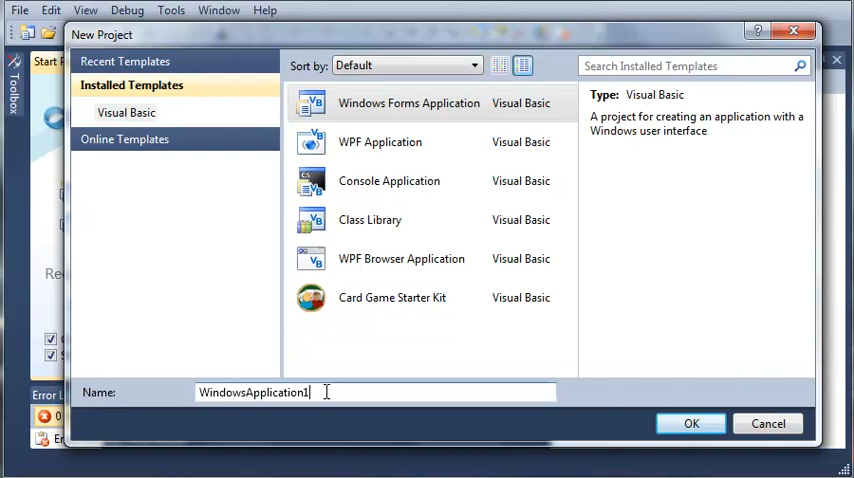 File Edit View Debug Tools Window Help
New Project
Toolbox
Start
Recent Templates
Installed Templates
Visual Basic
Online Templates
Sort by: Default
Search Installed Templates
Windows Forms Application Visual Basic
WPF Application Visual Basic
Console Application Visual Basic
Class Library Visual Basic
WPF Browser Application Visual Basic
Card Game Starter Kit Visual Basic
Type: Visual Basic
A project for creating an application with a
Windows user interface
Name: WindowsApplication1
Error L
0
OK Cancel